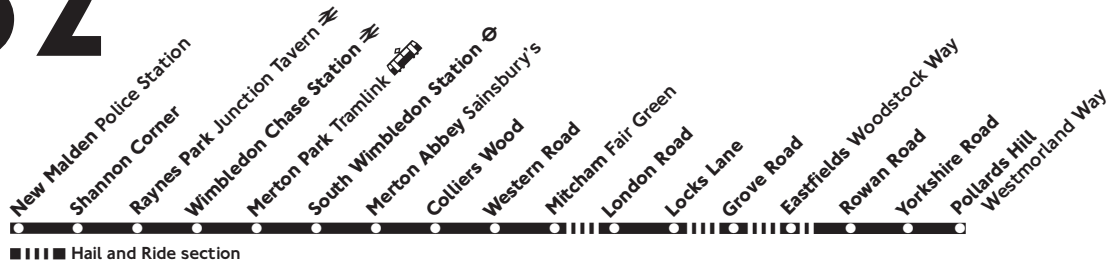 New Malden Police Station
Shannon Corner
Raynes Park Junction Tavern
Wimbledon Chase Station
Merton Park Tramlink
South Wimbledon Station
Merton Abbey Sainsbury's
Colliers Wood
Western Road
Mitcham Fair Green
London Road
Locks Lane
Grove Road
Eastfields Woodstock Way
Rowan Road
Yorkshire Road
Pollards Hill
Westmorland Way
Hail and Ride section